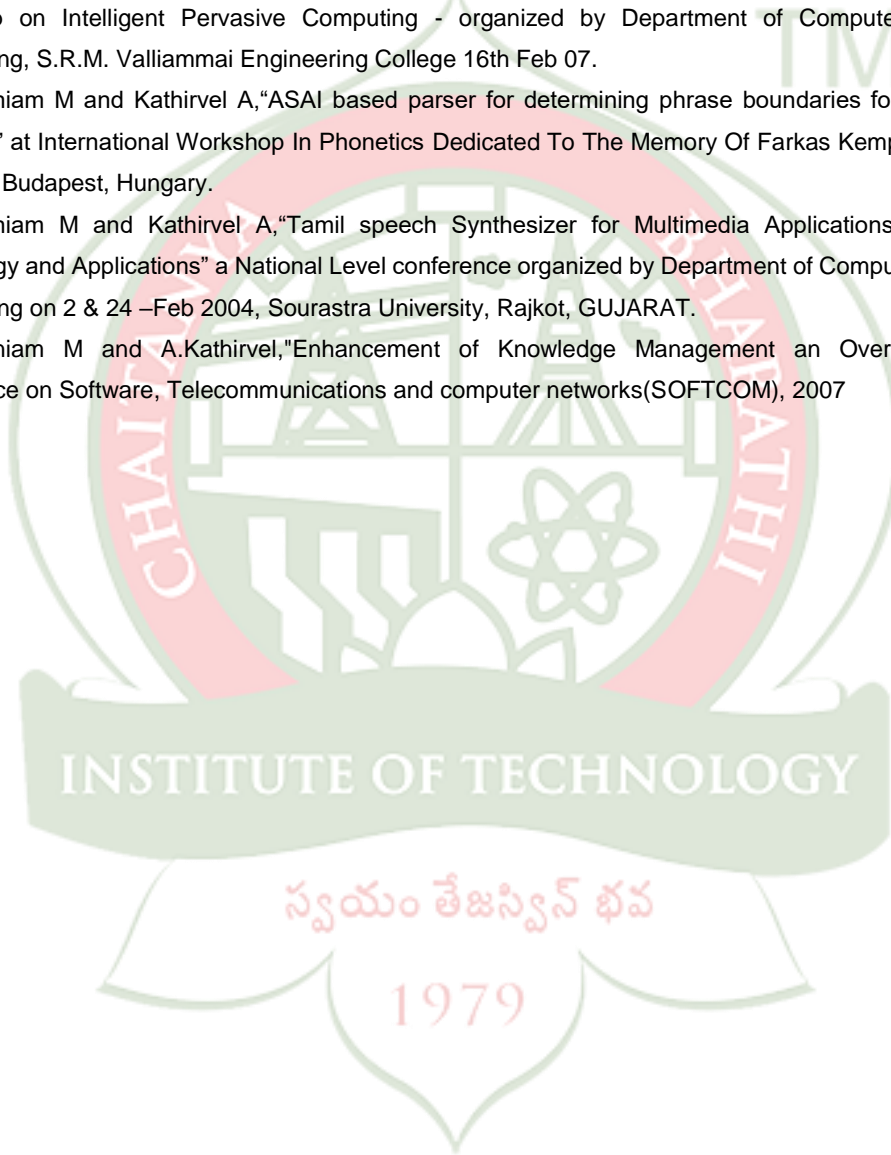 on Intelligent Pervasive Computing - organized by Department of Compute
ng, S.R.M. Valliammai Engineering College 16th Feb 07.
niam M and Kathirvel A,“ASAI based parser for determining phrase boundaries fo
” at International Workshop In Phonetics Dedicated To The Memory Of Farkas Kemp
Budapest, Hungary.
niam M and Kathirvel A,“Tamil speech Synthesizer for Multimedia Applications
gy and Applications” a National Level conference organized by Department of Compu
ng on 2 & 24 –Feb 2004, Sourastra University, Rajkot, GUJARAT.
niam M and A.Kathirvel,"Enhancement of Knowledge Management an Over
ce on Software, Telecommunications and computer networks(SOFTCOM), 2007
TM
CHAITANYA BHARATHI
INSTITUTE OF TECHNOLOGY
స్వయం తేజస్విన్ భవ
1979